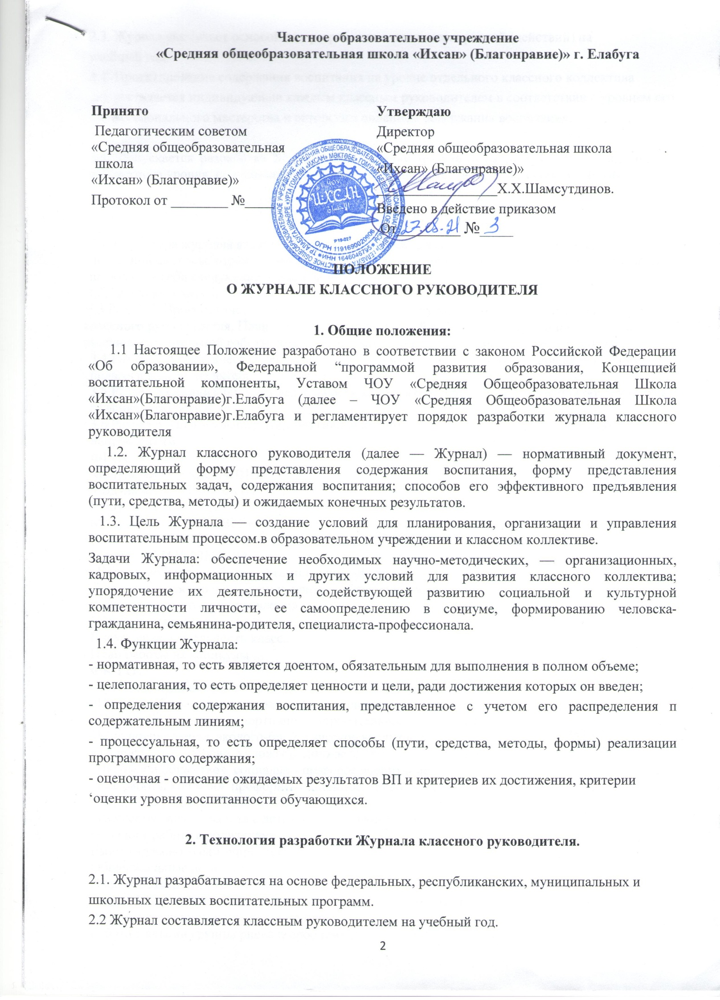 Частное образовательное учреждение
«Средняя общеобразовательная школа «Ихсан» (Благонравие)» г. Елабуга
Принято
Педагогическим советом
«Средняя общеобразовательная
школа
«Ихсан» (Благонравие)»
Протокол от ________ №____
Утверждаю
Директор
«Средняя общеобразовательная школа
«Ихсан» (Благонравие)»
_________________Х.Х.Шамсутдинов.
Введено в действие приказом
От 27.08.21 № 3
ЧОУ
ИХСАН
Р19-027
ОГРН 1191690020906
ИНН 1646046795
ПОЛОЖЕНИЕ
О ЖУРНАЛЕ КЛАССНОГО РУКОВОДИТЕЛЯ
1. Общие положения:
1.1 Настоящее Положение разработано в соответствии с законом Российской Федерации
«Об образовании», Федеральной “программой развития образования, Концепцией
воспитательной компоненты, Уставом ЧОУ «Средняя Общеобразовательная Школа
«Ихсан»(Благонравие)г.Елабуга (далее – ЧОУ «Средняя Общеобразовательная Школа
«Ихсан»(Благонравие)г.Елабуга и регламентирует порядок разработки журнала классного
руководителя
1.2. Журнал классного руководителя (далее — Журнал) — нормативный документ,
определяющий форму представления содержания воспитания, форму представления
воспитательных задач, содержания воспитания; способов его эффективного предъявления
(пути, средства, методы) и ожидаемых конечных результатов.
1.3. Цель Журнала — создание условий для планирования, организации и управления
воспитательным процессом.в образовательном учреждении и классном коллективе.
Задачи Журнала: обеспечение необходимых научно-методических, — организационных,
кадровых, информационных и других условий для развития классного коллектива;
упорядочение их деятельности, содействующей развитию социальной и культурной
компетентности личности, ее самоопределению в социуме, формированию человска-
гражданина, семьянина-родителя, специалиста-профессионала.
1.4. Функции Журнала:
- нормативная, то есть является доентом, обязательным для выполнения в полном объеме;
- целеполагания, то есть определяет ценности и цели, ради достижения которых он введен;
- определения содержания воспитания, представленное с учетом его распределения п
содержательным линиям;
- процессуальная, то есть определяет способы (пути, средства, методы, формы) реализации
программного содержания;
- оценочная - описание ожидаемых результатов ВП и критериев их достижения, критерии
‘оценки уровня воспитанности обучающихся.
2. Технология разработки Журнала классного руководителя.
2.1. Журнал разрабатывается на основе федеральных, республиканских, муниципальных и
школьных целевых воспитательных программ.
2.2 Журнал составляется классным руководителем на учебный год.
2